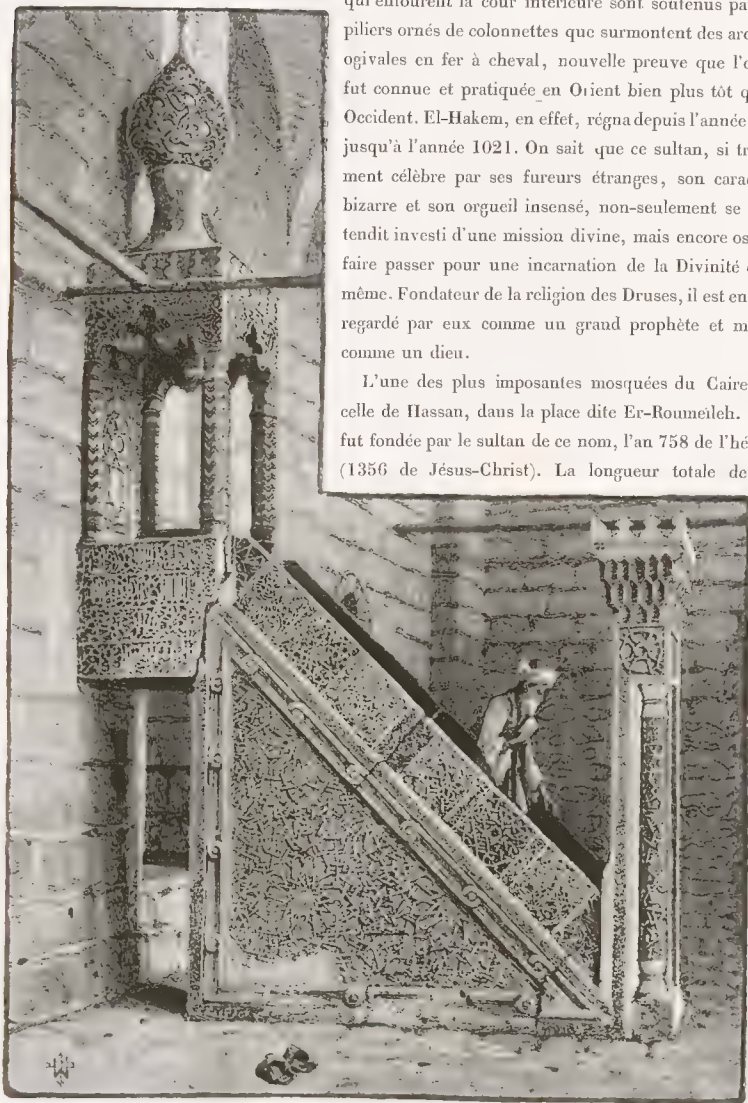 qui entourent la cour intérieure sont soutenus pa
piliers ornés de colonnettes que surmontent des arc
ogivales en fer à cheval, nouvelle preuve que l'o
fut connue et pratiquée en Orient bien plus tôt q
Occident. El-Hakem, en effet, régna depuis l'année
jusqu'à l'année 1021. On sait que ce sultan, si tr
ment célèbre par ses fureurs étranges, son cara
bizarre et son orgueil insensé, non-seulement se
tendit investi d'une mission divine, mais encore os
faire passer pour une incarnation de la Divinité
même. Fondateur de la religion des Druses, il est en
regardé par eux comme un grand prophète et m
comme un dieu.
L'une des plus imposantes mosquées du Caire
celle de Hassan, dans la place dite Er-Roumeïleh.
fut fondée par le sultan de ce nom, l'an 758 de l'hé
(1356 de Jésus-Christ). La longueur totale de